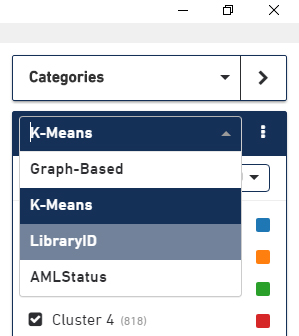 Categories
K-Means
Graph-Based
K-Means
LibraryID
AMLStatus
Cluster 4 (818)